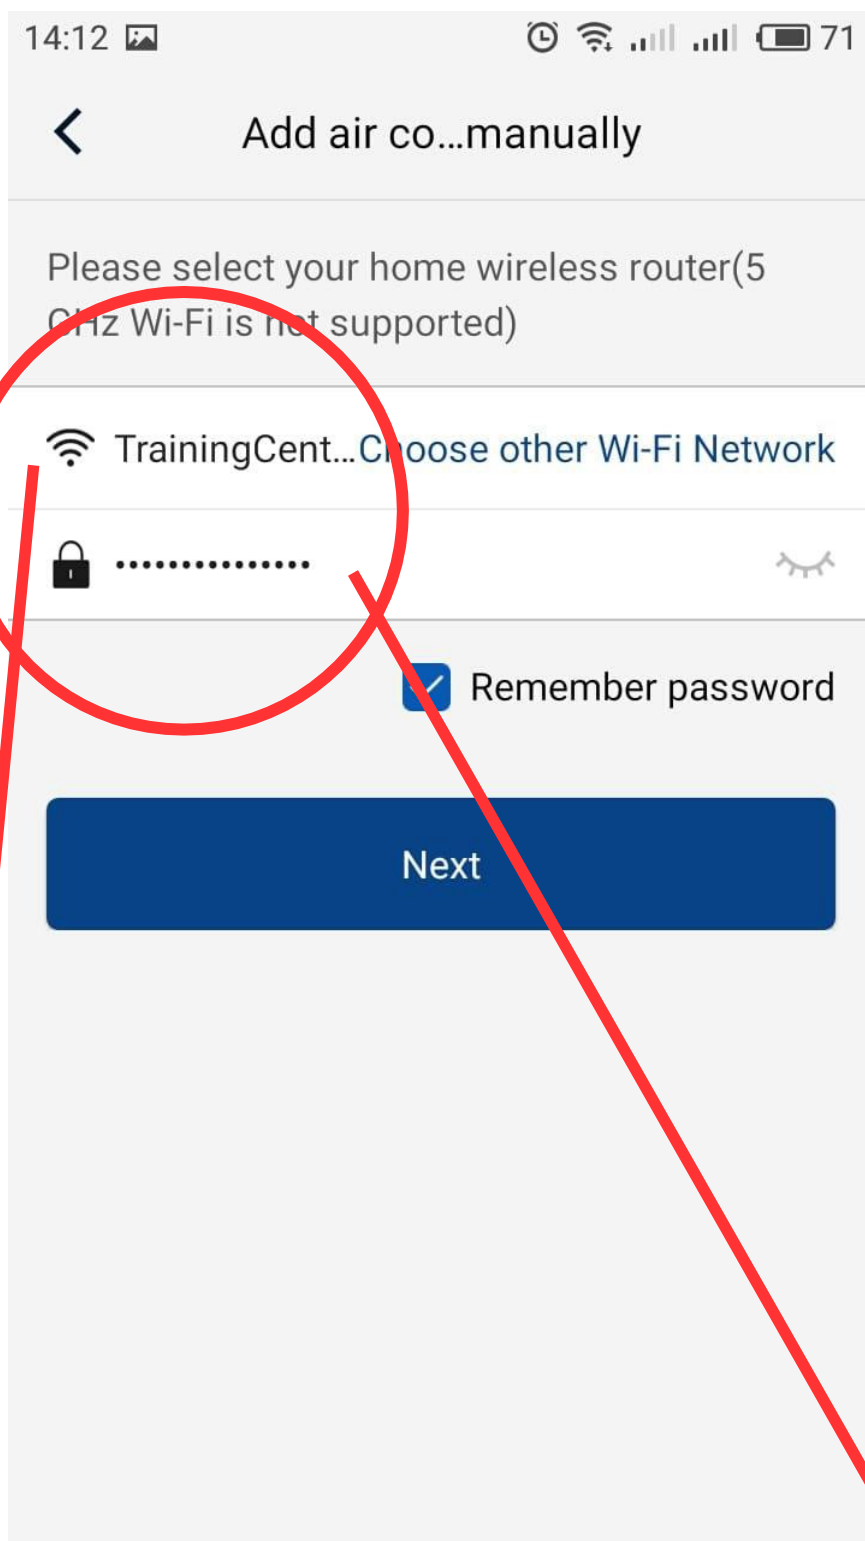 14:12
71
Add air co...manually
Please select your home wireless router(5
GHz Wi-Fi is not supported)
TrainingCent...Choose other Wi-Fi Network
•••••••••••••••
Remember password
Next